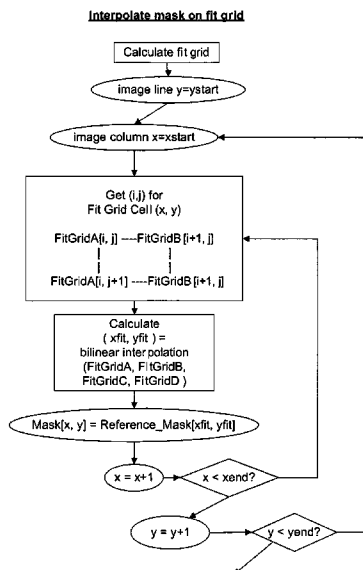 Interpolate mask on fit grid
Calculate fit grid
image line y=ystart
image column x=xstart
Get (i,j) for
Fit Grid Cell (x, y)
FitGridA[i, j] ----FitGridB [i+1, j]
| |
| |
FitGridA[i, j+1] ----FitGridB [i+1, j]
Calculate
( xfit, yfit ) =
bilinear interpolation
(FitGridA, FitGridB,
FitGridC, FitGridD )
Mask[x, y] = Reference_Mask[xfit, yfit]
x = x+1
x < xend?
y = y+1
y < yend?